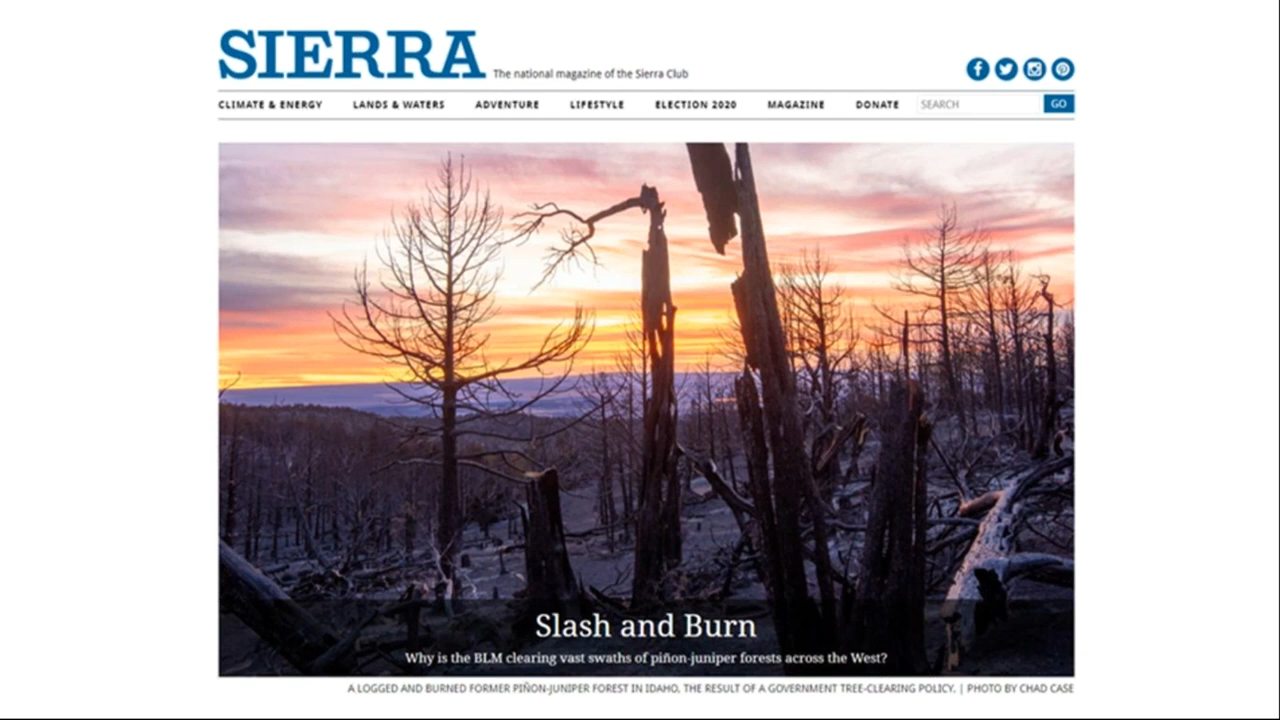 SIERRA The national magazine of the Sierra Club
CLIMATE & ENERGY LANDS & WATERS ADVENTURE LIFESTYLE ELECTION 2020 MAGAZINE DONATE SEARCH GO
Slash and Burn
Why is the BLM clearing vast swaths of piñon-juniper forests across the West?
A LOGGED AND BURNED FORMER PIÑON-JUNIPER FOREST IN IDAHO, THE RESULT OF A GOVERNMENT TREE-CLEARING POLICY. | PHOTO BY CHAD CASE